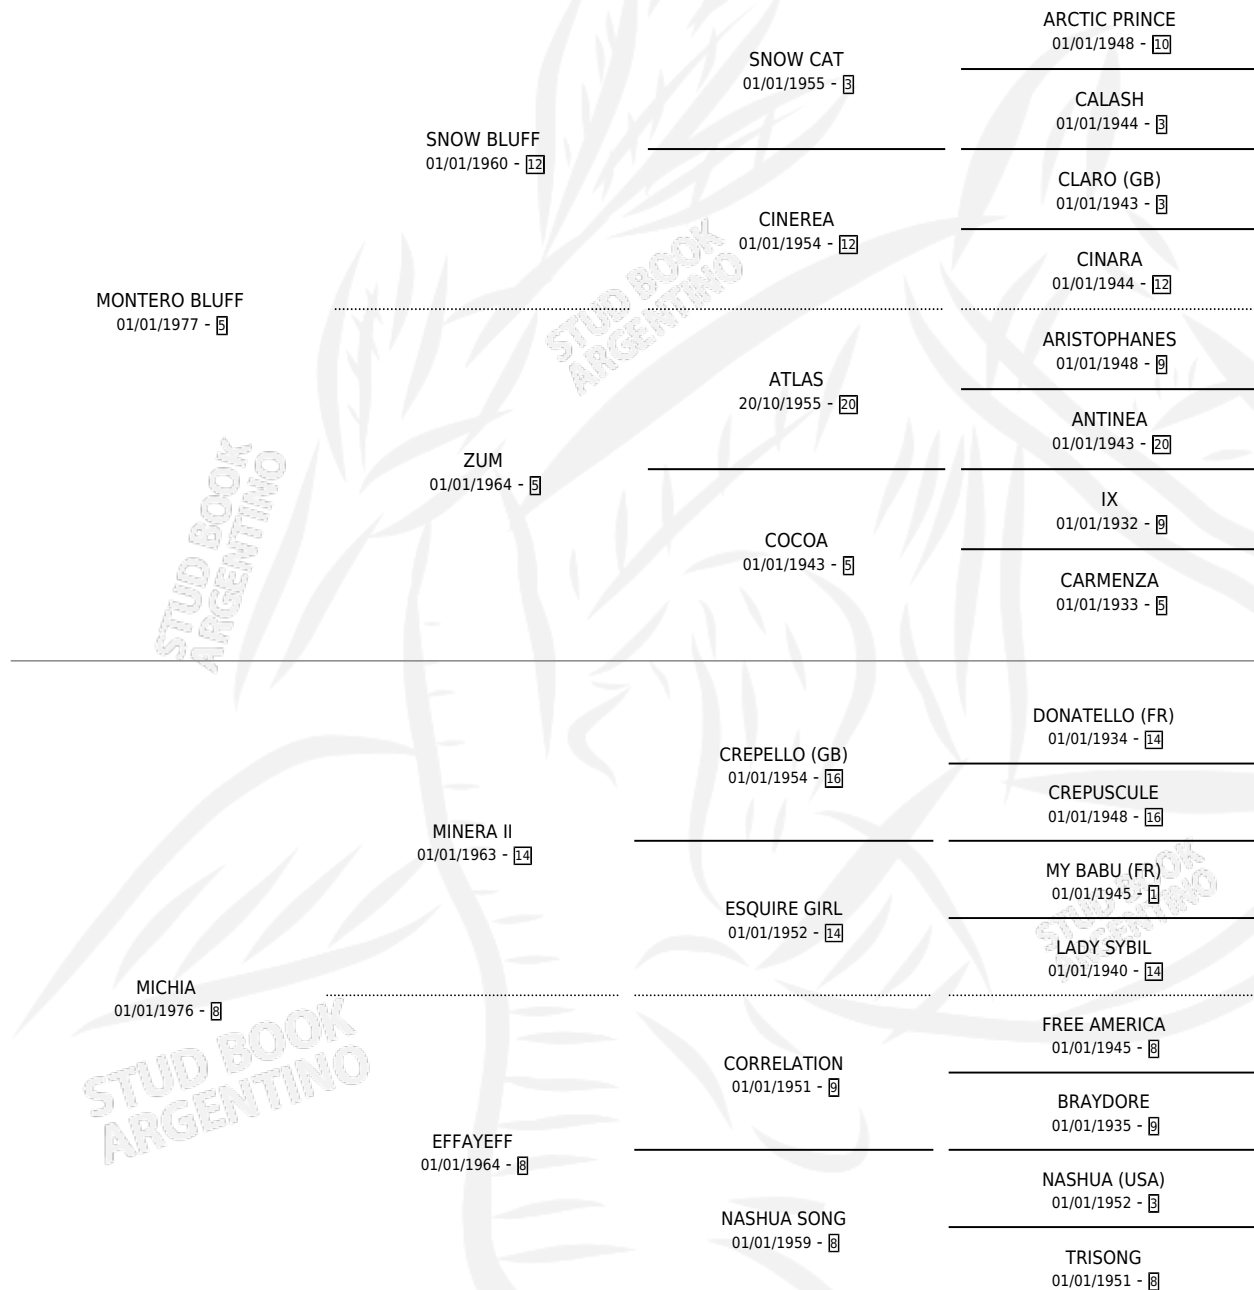 ARCTIC PRINCE
01/01/1948 - 10
SNOW CAT
01/01/1955 - 3
CALASH
01/01/1944 - 3
SNOW BLUFF
01/01/1960 - 12
CLARO (GB)
01/01/1943 - 3
CINEREA
01/01/1954 - 12
CINARA
01/01/1944 - 12
MONTERO BLUFF
01/01/1977 - 5
STUD BOOK
ARGENTINO
ARISTOPHANES
01/01/1948 - 9
ATLAS
20/10/1955 - 20
ANTINEA
01/01/1943 - 20
ZUM
01/01/1964 - 5
IX
01/01/1932 - 9
COCOA
01/01/1943 - 5
CARMENZA
01/01/1933 - 5
STUD BOOK
ARGENTINO
DONATELLO (FR)
01/01/1934 - 14
CREPELLO (GB)
01/01/1954 - 16
CREPUSCULE
01/01/1948 - 16
MINERA II
01/01/1963 - 14
MY BABU (FR)
01/01/1945 - 1
ESQUIRE GIRL
01/01/1952 - 14
LADY SYBIL
01/01/1940 - 14
STUD BOOK
ARGENTINO
MICHIA
01/01/1976 - 8
FREE AMERICA
01/01/1945 - 8
CORRELATION
01/01/1951 - 9
BRAYDORE
01/01/1935 - 9
STUD BOOK
ARGENTINO
EFFAYEFF
01/01/1964 - 8
NASHUA (USA)
01/01/1952 - 3
NASHUA SONG
01/01/1959 - 8
TRISONG
01/01/1951 - 8